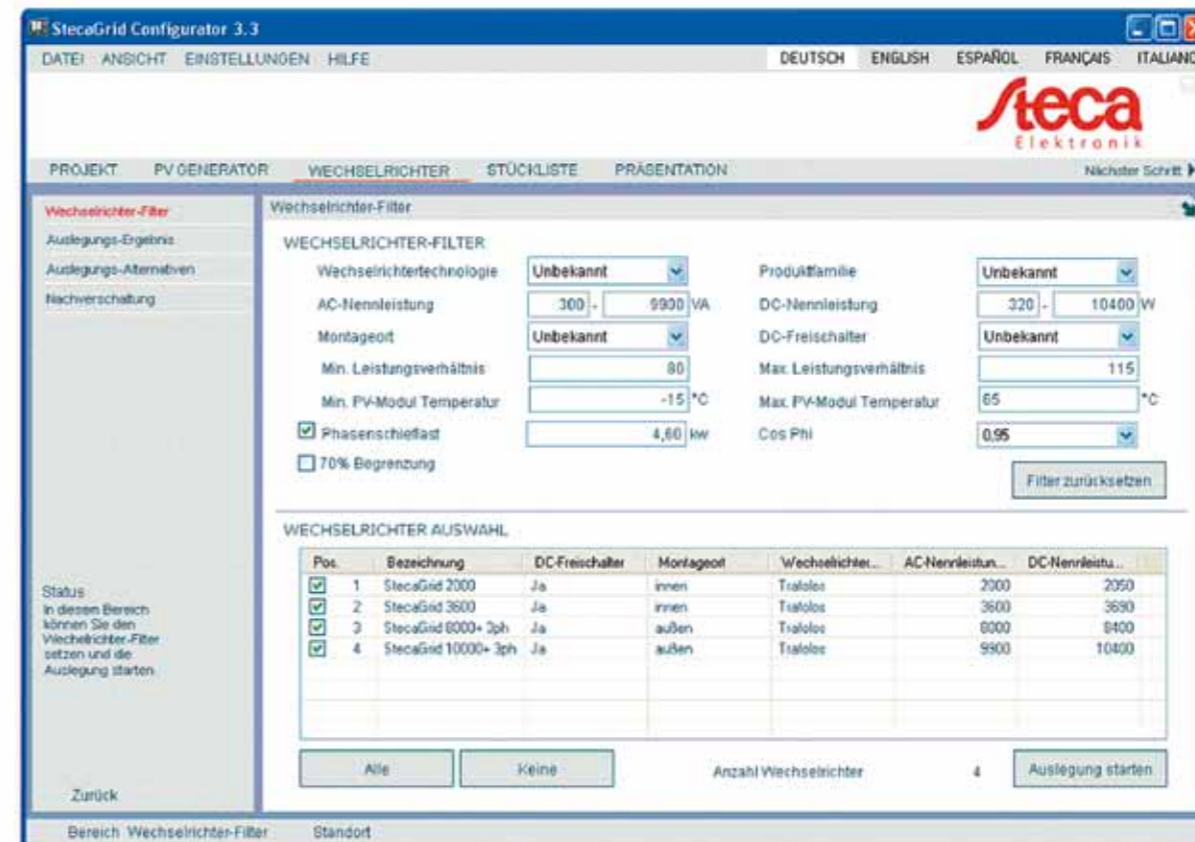 StecaGrid Configurator 3.3
DATEI ANSICHT EINSTELLUNGEN HILFE DEUTSCH ENGLISH ESPAÑOL FRANÇAIS ITALIANO
Steca
Elektronik
PROJEKT PV GENERATOR WECHSELRICHTER STÜCKLISTE PRÄSENTATION Nächster Schritt
Wechselrichter-Filter
Auslegungs-Ergebnis
Auslegungs-Alternativen
Nachverschaltung
Status
In diesem Bereich
können Sie den
Wechelrichter-Filter
setzen und die
Auslegung starten.
Zurück
Wechselrichter-Filter
WECHSELRICHTER-FILTER
Wechselrichtertechnologie Unbekannt Produktfamilie Unbekannt
AC-Nennleistung 300 - 9900 VA DC-Nennleistung 320 - 10400 W
Montageort Unbekannt DC-Freischalter Unbekannt
Min. Leistungsverhältnis 80 Max. Leistungsverhältnis 115
Min. PV-Modul Temperatur -15 °C Max. PV-Modul Temperatur 65 °C
Phasenschieflast 4,60 kw Cos Phi 0,95
70% Begrenzung
Filter zurücksetzen
WECHSELRICHTER AUSWAHL
Pos. Bezeichnung DC-Freischalter Montageort Wechselrichter... AC-Nennleistun... DC-Nennleistu...
1 StecaGrid 2000 Ja innen Trafolos 2000 2050
2 StecaGrid 3600 Ja innen Trafolos 3600 3690
3 StecaGrid 8000+ 3ph Ja außen Trafolos 8000 8400
4 StecaGrid 10000+ 3ph Ja außen Trafolos 9900 10400
Alle Keine Anzahl Wechselrichter 4 Auslegung starten
Bereich Wechselrichter-Filter Standort